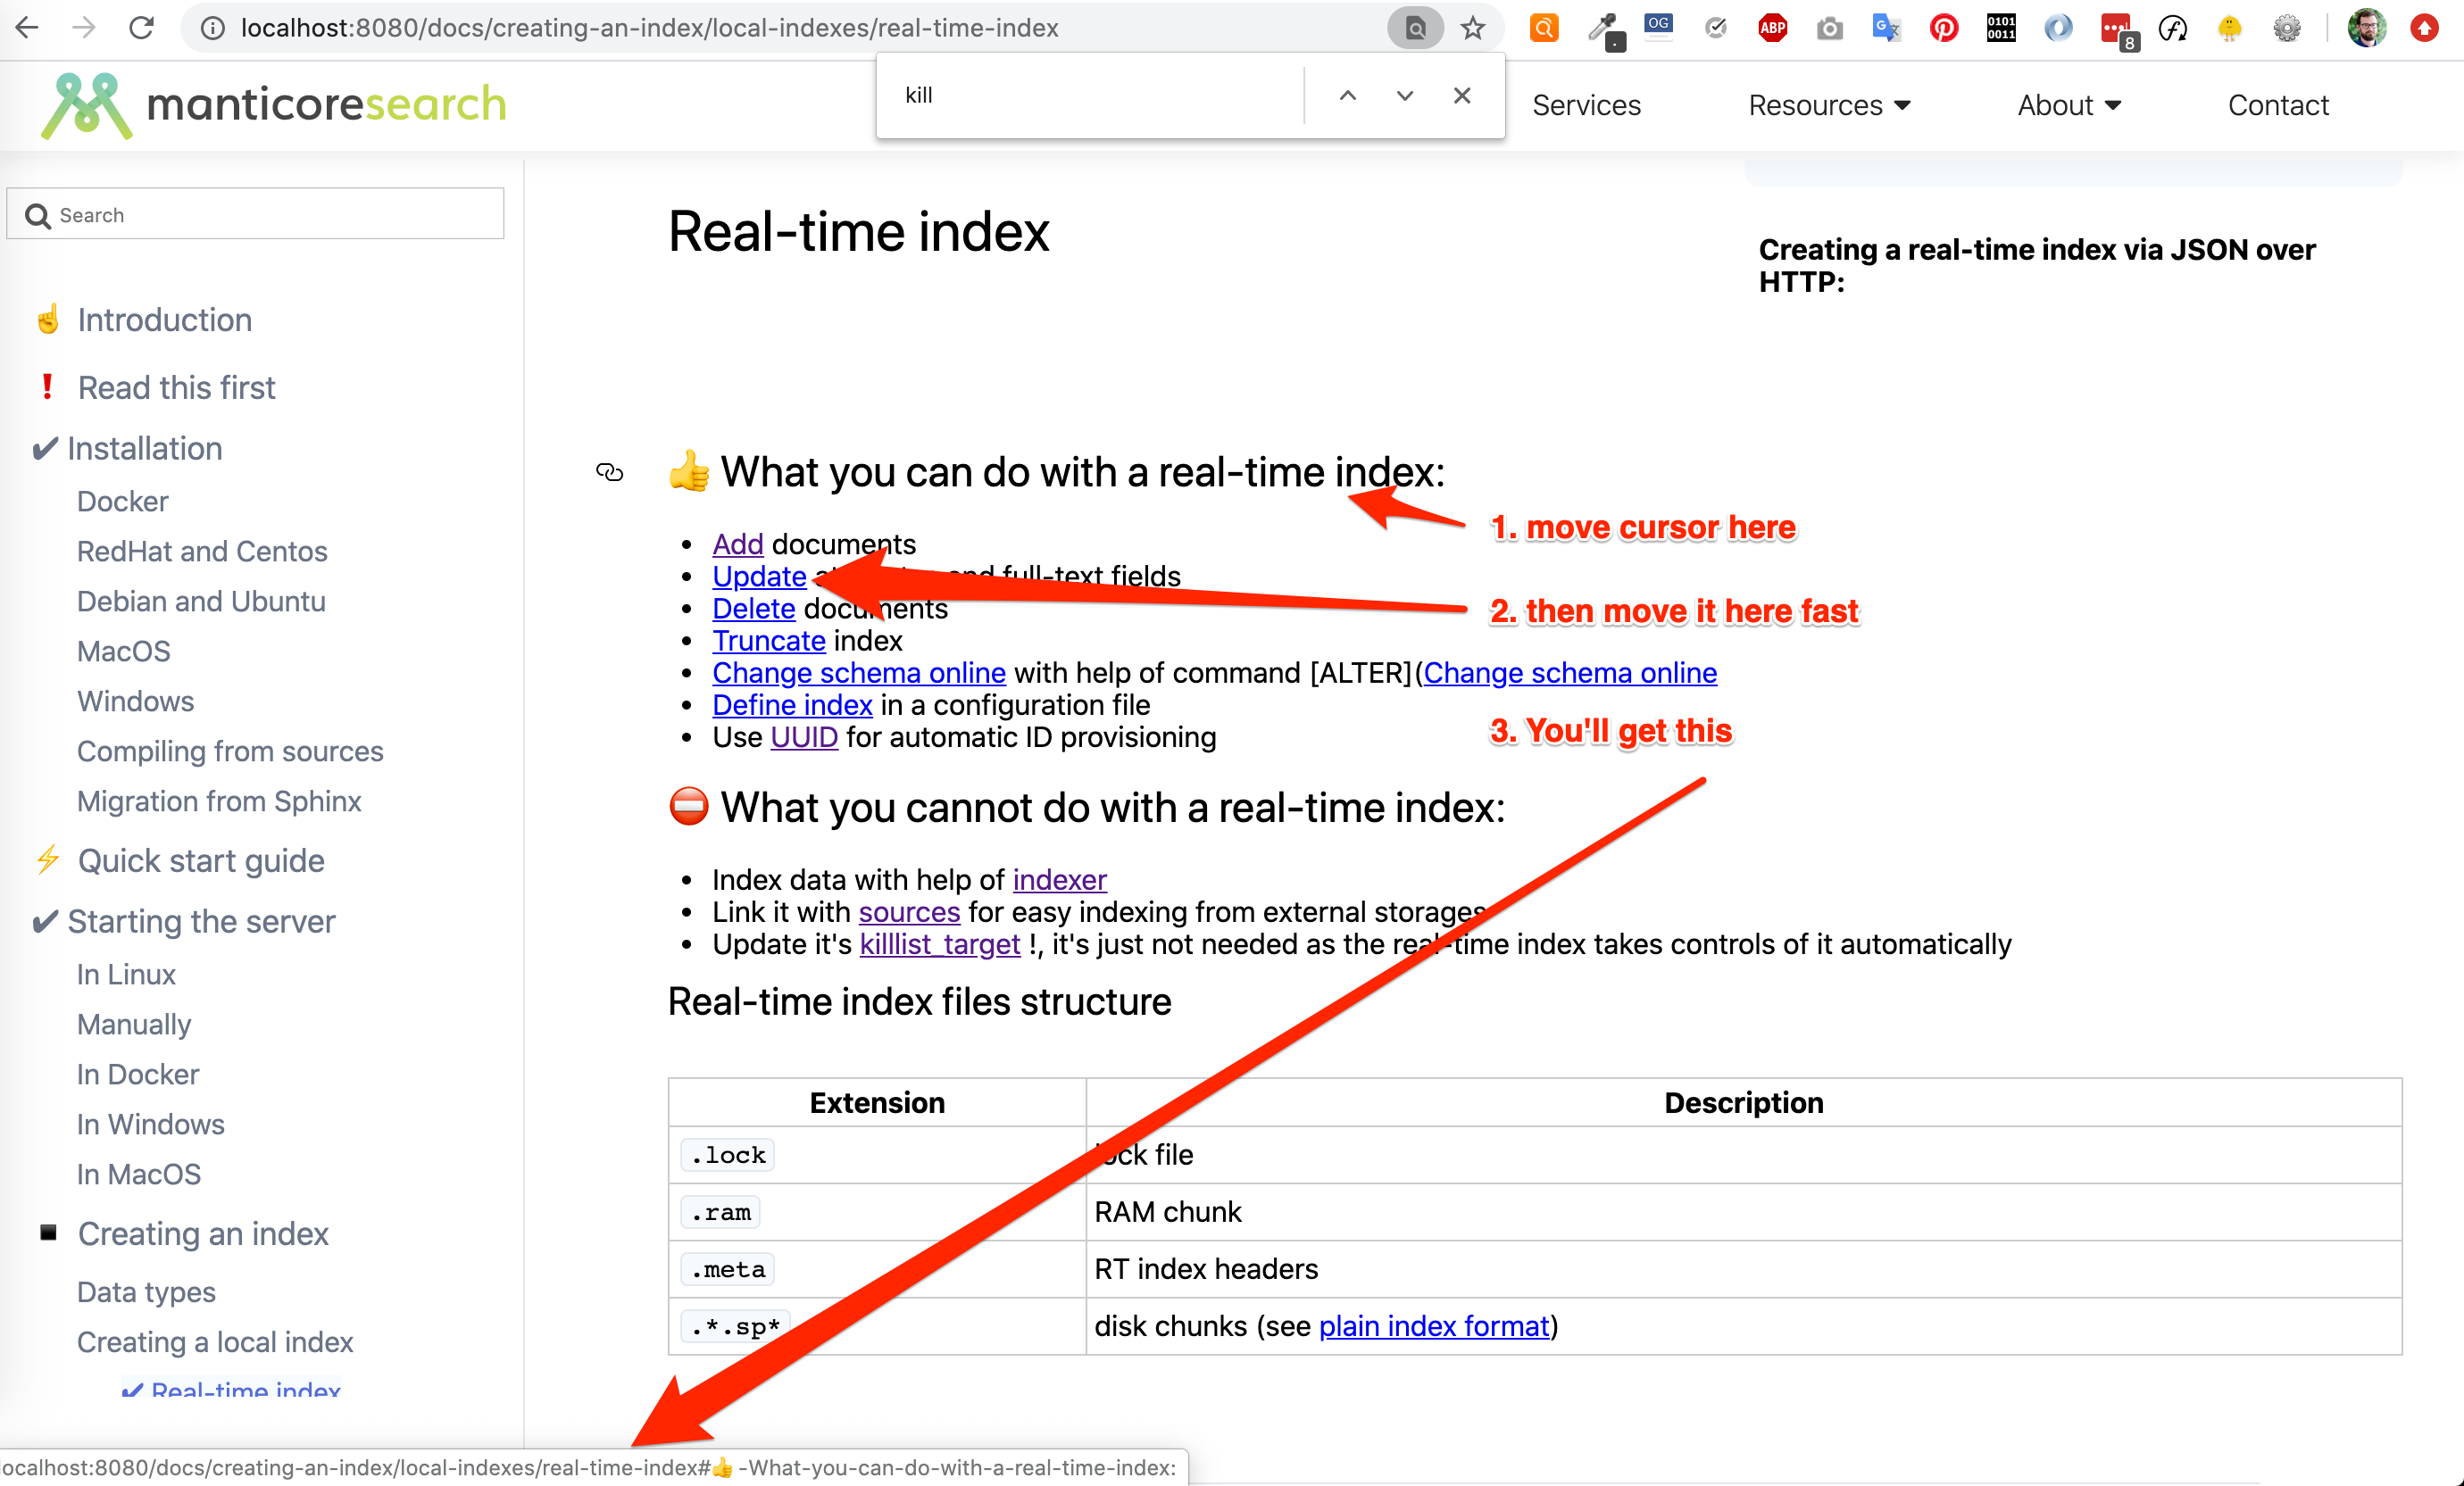 localhost:8080/docs/creating-an-index/local-indexes/real-time-index
OG
ABP
0101
0011
8
kill
manticoresearch
Services
Resources
About
Contact
Search
Introduction
Read this first
Installation
Docker
RedHat and Centos
Debian and Ubuntu
MacOS
Windows
Compiling from sources
Migration from Sphinx
Quick start guide
Starting the server
In Linux
Manually
In Docker
In Windows
In MacOS
Creating an index
Data types
Creating a local index
Real-time index
Real-time index
👍 What you can do with a real-time index:
• Add documents
• Update and full-text fields
• Delete documents
• Truncate index
• Change schema online with help of command [ALTER](Change schema online
• Define index in a configuration file
• Use UUID for automatic ID provisioning
⛔ What you cannot do with a real-time index:
• Index data with help of indexer
• Link it with sources for easy indexing from external storages
• Update it's killlist_target !, it's just not needed as the real-time index takes controls of it automatically
Real-time index files structure
Extension Description
.lock lock file
.ram RAM chunk
.meta RT index headers
.*.sp* disk chunks (see plain index format)
Creating a real-time index via JSON over
HTTP:
1. move cursor here
2. then move it here fast
3. You'll get this
localhost:8080/docs/creating-an-index/local-indexes/real-time-index#👍-What-you-can-do-with-a-real-time-index: